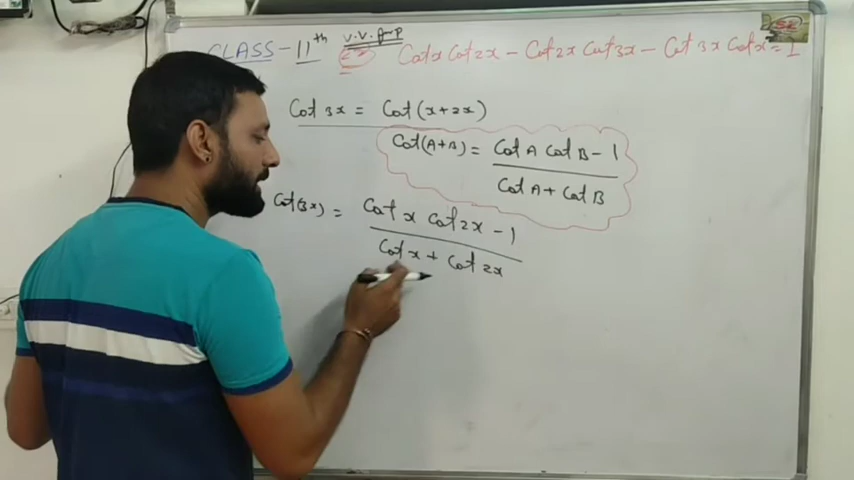 CLASS - 11th V.V. Imp
Cot x Cot 2x - Cot 2x Cot 3x - Cot 3x Cot x = 1
Cot 3x = Cot (x+2x)
Cot (A+B) = Cot A Cot B - 1
Cot A + Cot B
Cot (3x) = Cot x Cot 2x - 1
Cot x + Cot 2x